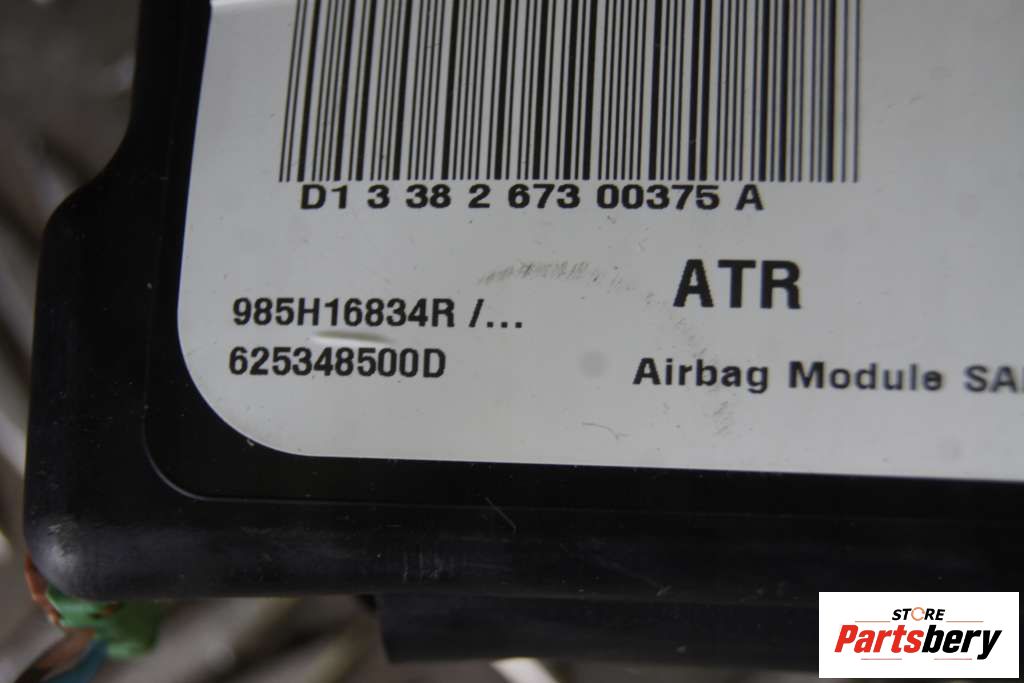 D1 3 38 2 673 00375 A
ATR
985H16834R /...
625348500D
Airbag Module
STORE
Partsbery